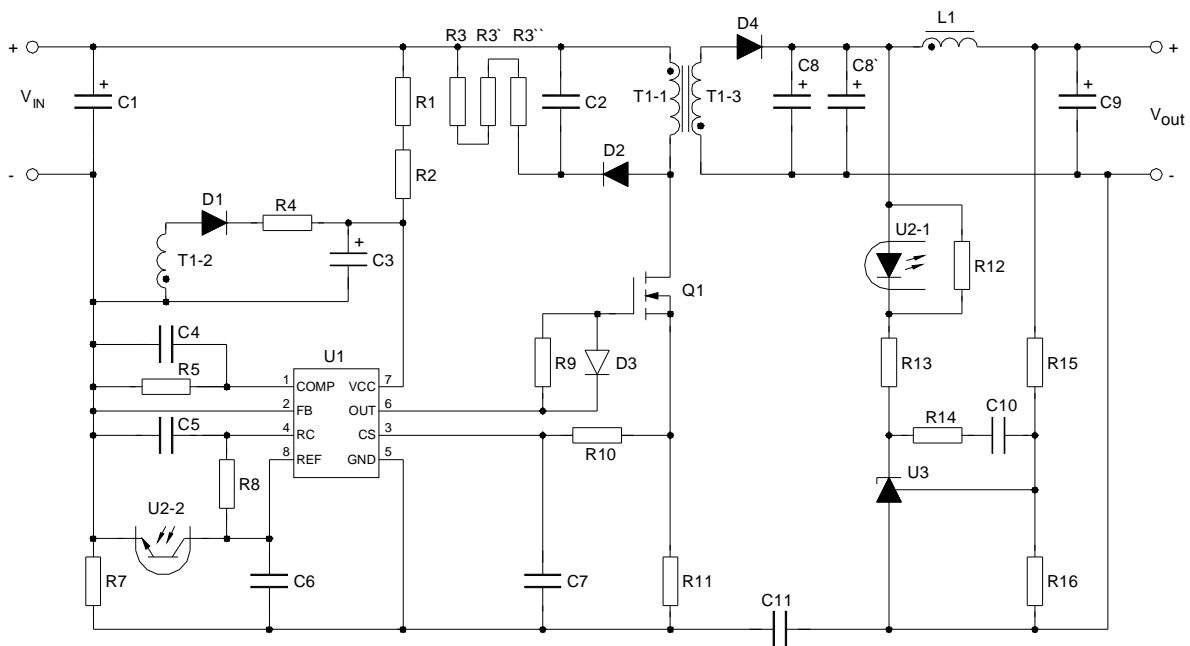 L1
D4
R3 R3` R3``
+
+
C8
+
C8`
+
+
V IN
+
C1
R1
C2
T1-1
T1-3
C9
V out
D2
-
R2
-
D1
R4
U2-1
T1-2
+
C3
R12
Q1
C4
U1
R5
R9
D3
R13
R15
1 COMP VCC 7
2 FB OUT 6
C5
4 RC CS 3
8 REF GND 5
R14
C10
R10
R8
U3
U2-2
R7
C6
C7
R11
R16
C11